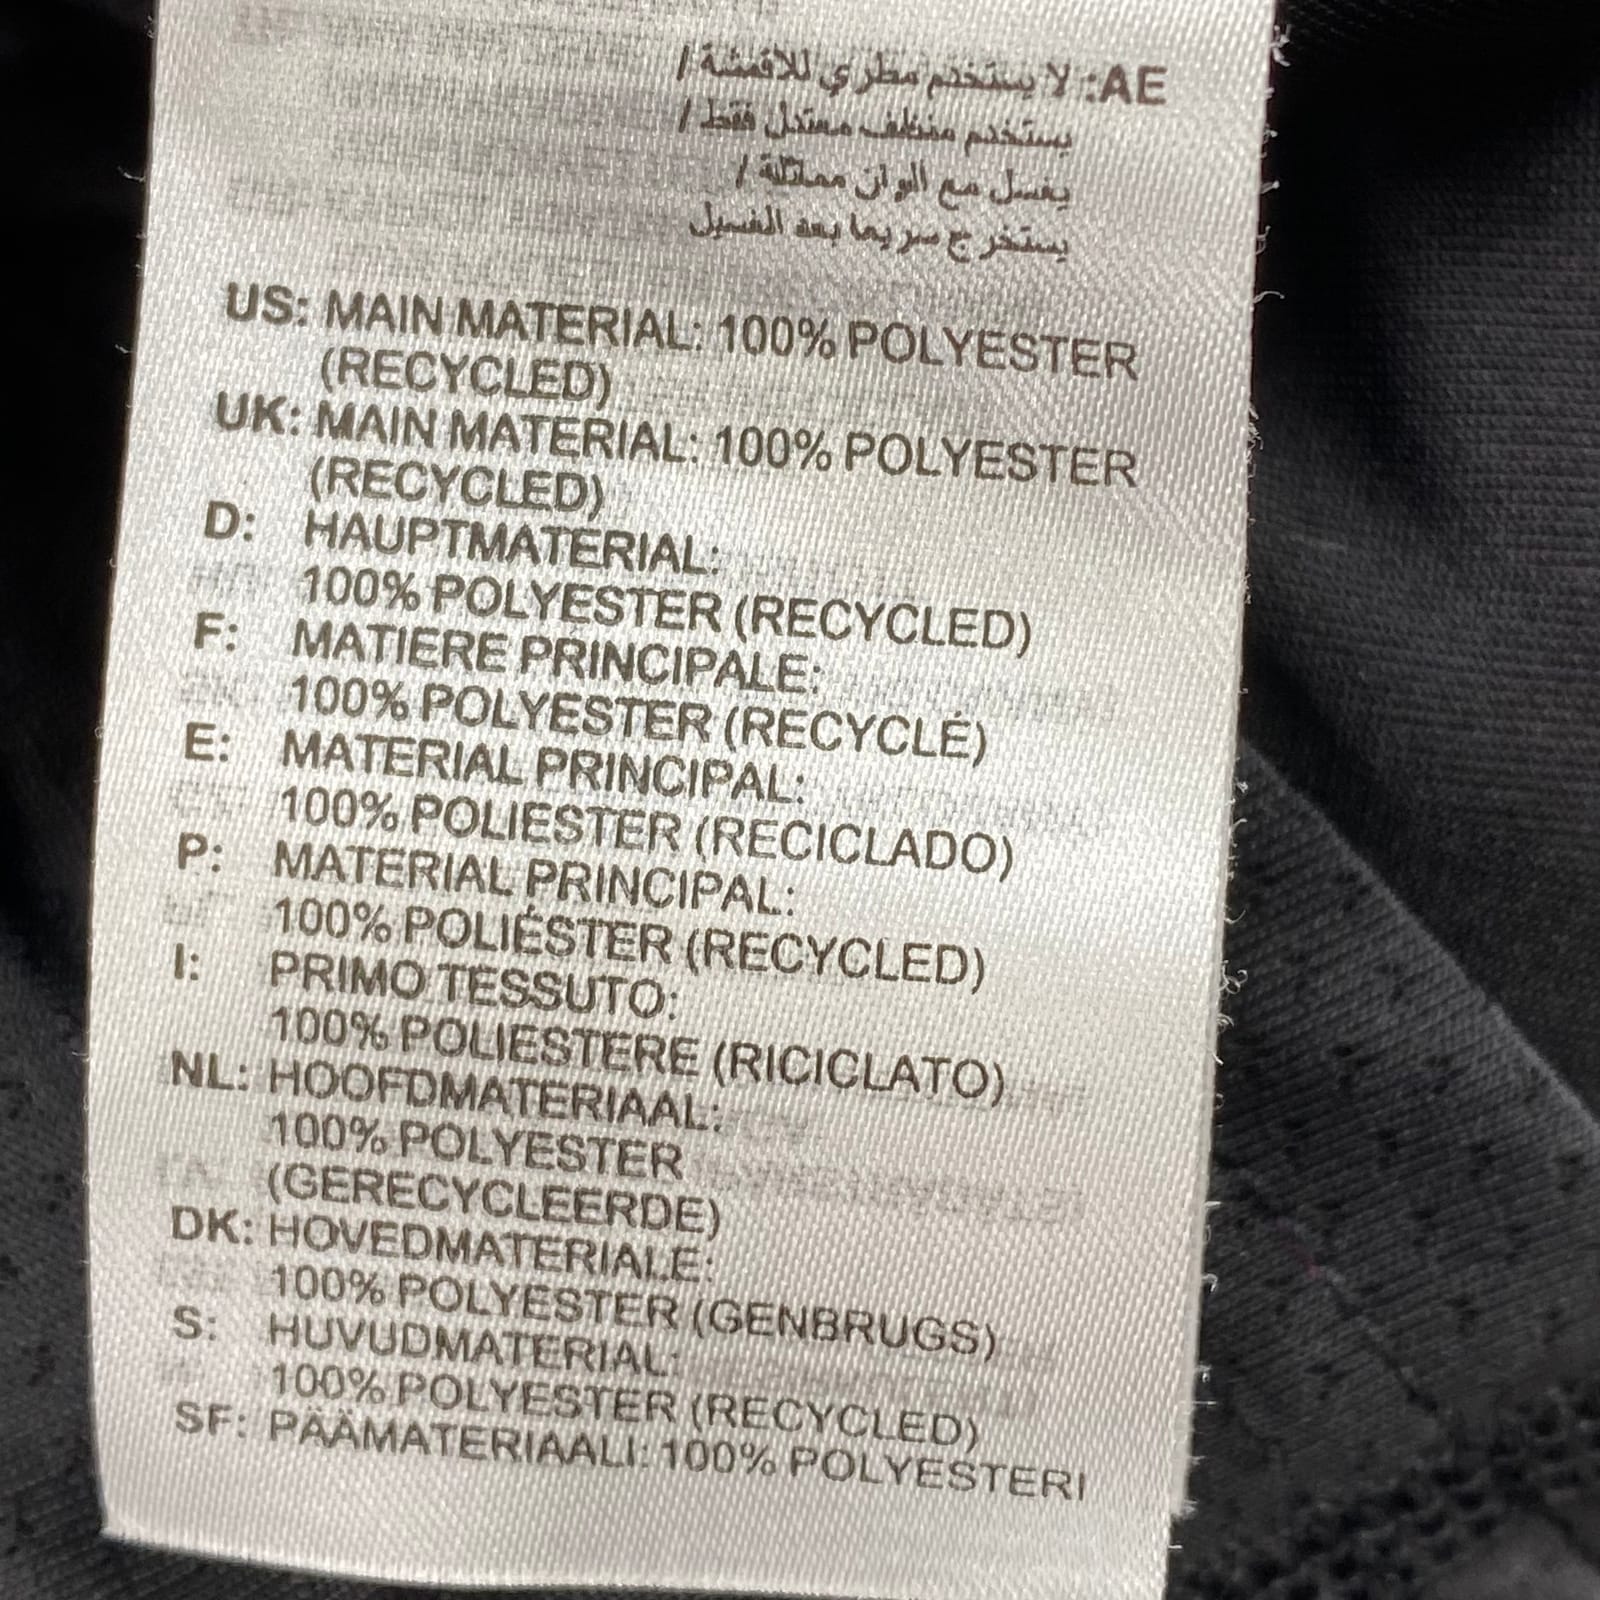 AE: لا يستخدم مطري للاقمشة /
يستخدم منظف معتدل فقط /
يغسل مع الوان مماثلة /
يستخرج سريعا بعد الغسيل
US: MAIN MATERIAL: 100% POLYESTER
(RECYCLED)
UK: MAIN MATERIAL: 100% POLYESTER
(RECYCLED)
D: HAUPTMATERIAL:
100% POLYESTER (RECYCLED)
F: MATIERE PRINCIPALE:
100% POLYESTER (RECYCLÉ)
E: MATERIAL PRINCIPAL:
100% POLIESTER (RECICLADO)
P: MATERIAL PRINCIPAL:
100% POLIÉSTER (RECYCLED)
I: PRIMO TESSUTO:
100% POLIESTERE (RICICLATO)
NL: HOOFDMATERIAAL:
100% POLYESTER
(GERECYCLEERDE)
DK: HOVEDMATERIALE:
100% POLYESTER (GENBRUGS)
S: HUVUDMATERIAL:
100% POLYESTER (RECYCLED)
SF: PÄÄMATERIAALI: 100% POLYESTERI